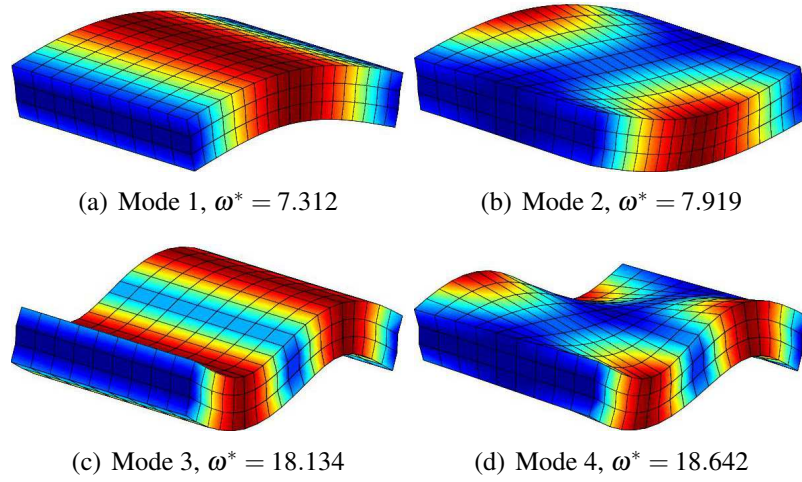 (a) Mode 1, ω* = 7.312
(b) Mode 2, ω* = 7.919
(c) Mode 3, ω* = 18.134
(d) Mode 4, ω* = 18.642